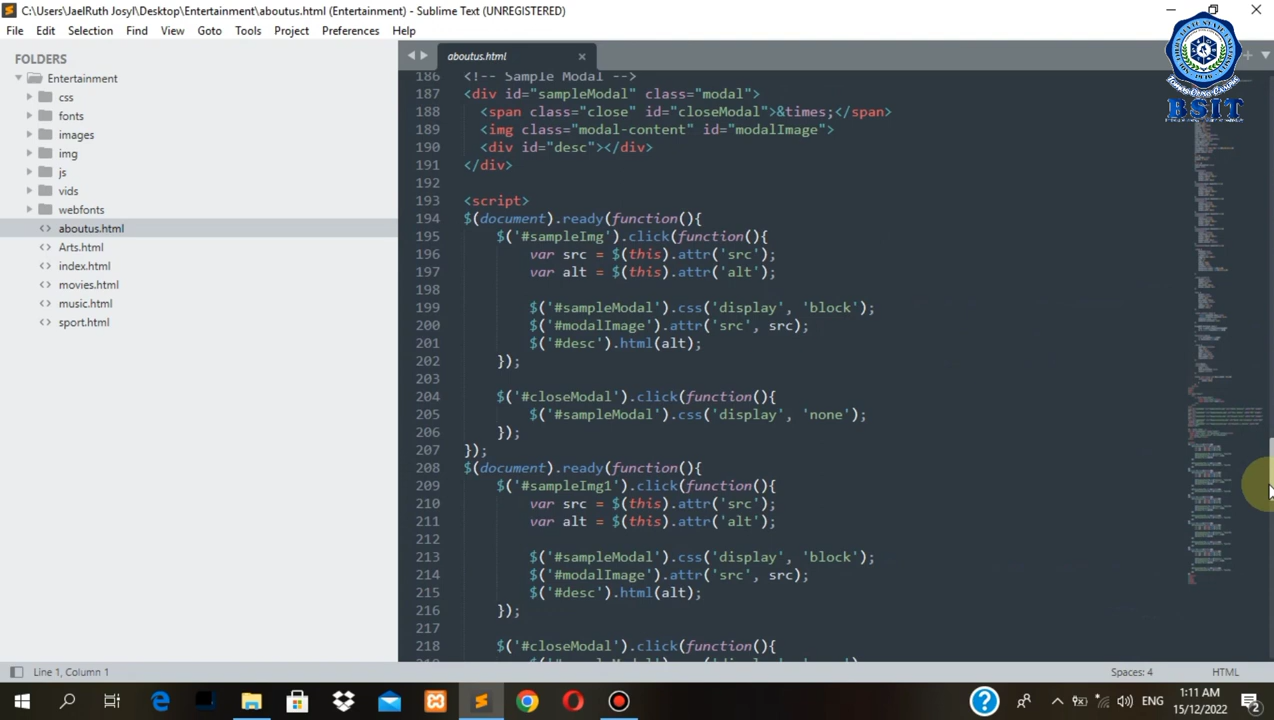 C:\Users\JaelRuth Josyl\Desktop\Entertainment\aboutus.html (Entertainment) - Sublime Text (UNREGISTERED)
File Edit Selection Find View Goto Tools Project Preferences Help
FOLDERS
Entertainment
css
fonts
images
img
js
vids
webfonts
aboutus.html
Arts.html
index.html
movies.html
music.html
sport.html
aboutus.html
BSIT
186 <!-- Sample Modal -->
187 <div id="sampleModal" class="modal">
188 <span class="close" id="closeModal">&times;</span>
189 <img class="modal-content" id="modalImage">
190 <div id="desc"></div>
191 </div>
192
193 <script>
194 $(document).ready(function(){
195 $('#sampleImg').click(function(){
196 var src = $(this).attr('src');
197 var alt = $(this).attr('alt');
198
199 $('#sampleModal').css('display', 'block');
200 $('#modalImage').attr('src', src);
201 $('#desc').html(alt);
202 });
203
204 $('#closeModal').click(function(){
205 $('#sampleModal').css('display', 'none');
206 });
207 });
208 $(document).ready(function(){
209 $('#sampleImg1').click(function(){
210 var src = $(this).attr('src');
211 var alt = $(this).attr('alt');
212
213 $('#sampleModal').css('display', 'block');
214 $('#modalImage').attr('src', src);
215 $('#desc').html(alt);
216 });
217
218 $('#closeModal').click(function(){
Line 1, Column 1
Spaces: 4
HTML
ENG
1:11 AM
15/12/2022
2